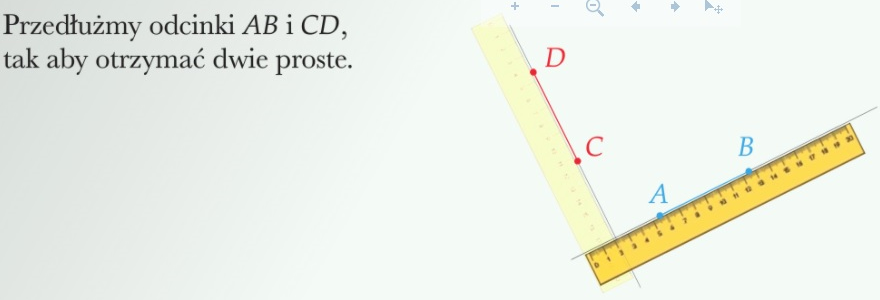 Przedłużmy odcinki AB i CD,
tak aby otrzymać dwie proste.
D
C
B
A